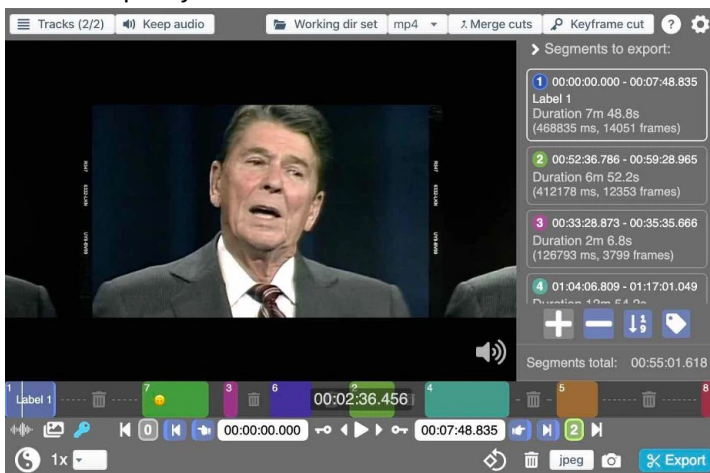 Tracks (2/2) Keep audio Working dir set mp4 Merge cuts Keyframe cut ?
Segments to export:
1 00:00:00.000 - 00:07:48.835
Label 1
Duration 7m 48.8s
(468835 ms, 14051 frames)
2 00:52:36.786 - 00:59:28.965
Duration 6m 52.2s
(412178 ms, 12353 frames)
3 00:33:28.873 - 00:35:35.666
Duration 2m 6.8s
(126793 ms, 3799 frames)
4 01:04:06.809 - 01:17:01.049
Segments total: 00:55:01.618
1 7 3 6 2 4 5 8
Label 1 00:02:36.456
0 00:00:00.000 00:07:48.835 2
1x jpeg Export